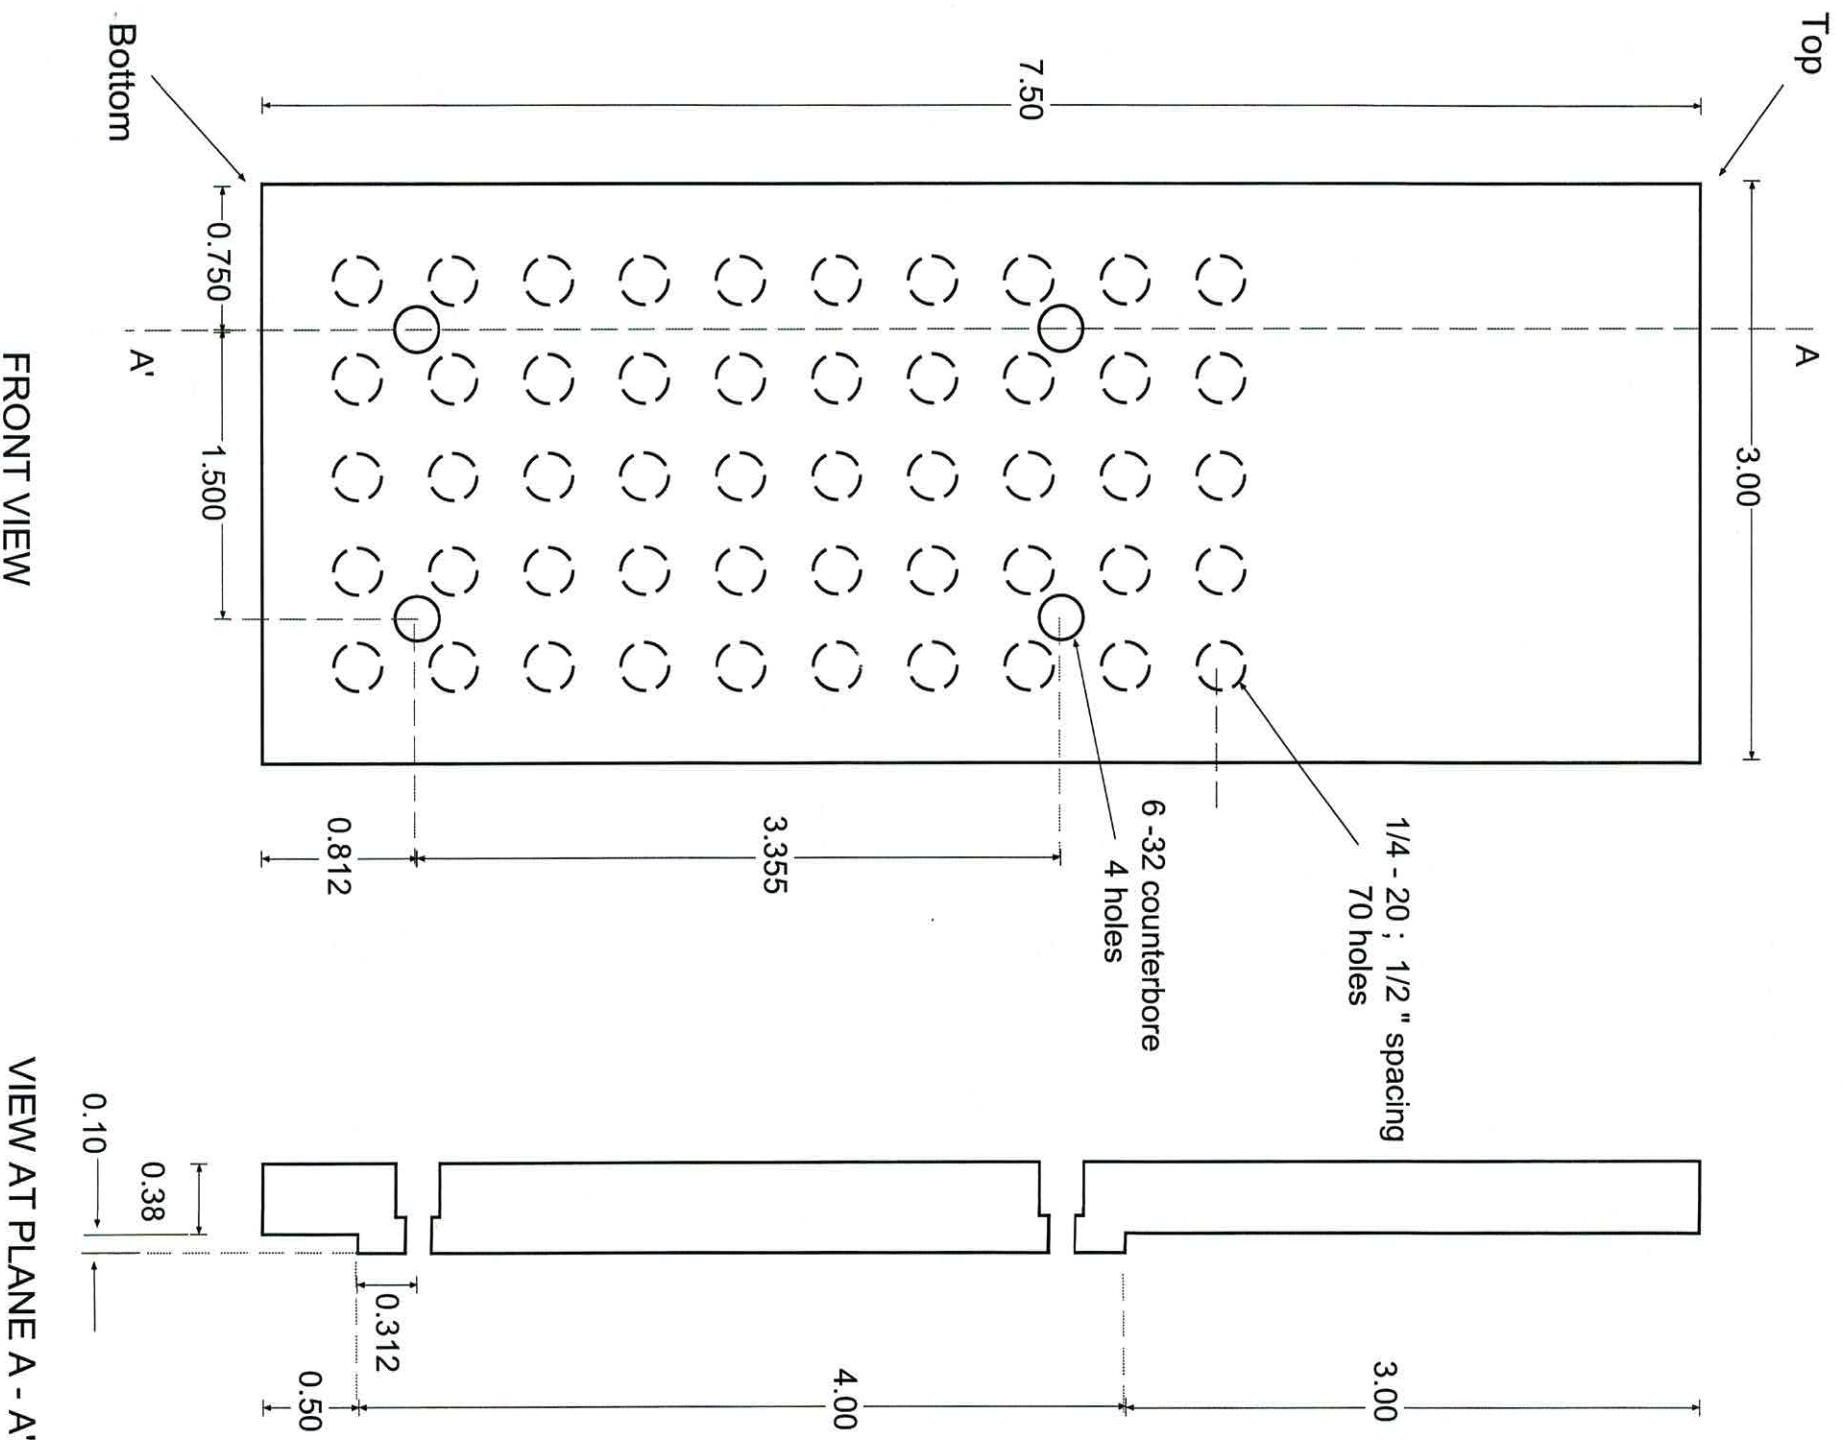 Top
Bottom
7.50
A
3.00
0.750
A'
1.500
1/4 - 20 ; 1/2 " spacing
70 holes
6 -32 counterbore
4 holes
3.355
0.812
FRONT VIEW
0.10
0.38
0.312
3.00
4.00
0.50
VIEW AT PLANE A - A'